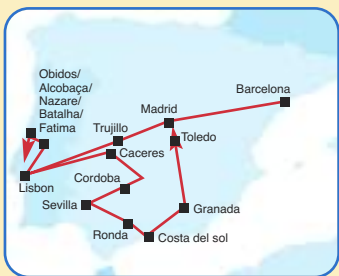 Obidos/
Alcobaça/
Nazare/
Batalha/
Fatima
Barcelona
Madrid
Trujillo
Toledo
Caceres
Cordoba
Lisbon
Sevilla
Granada
Ronda
Costa del sol